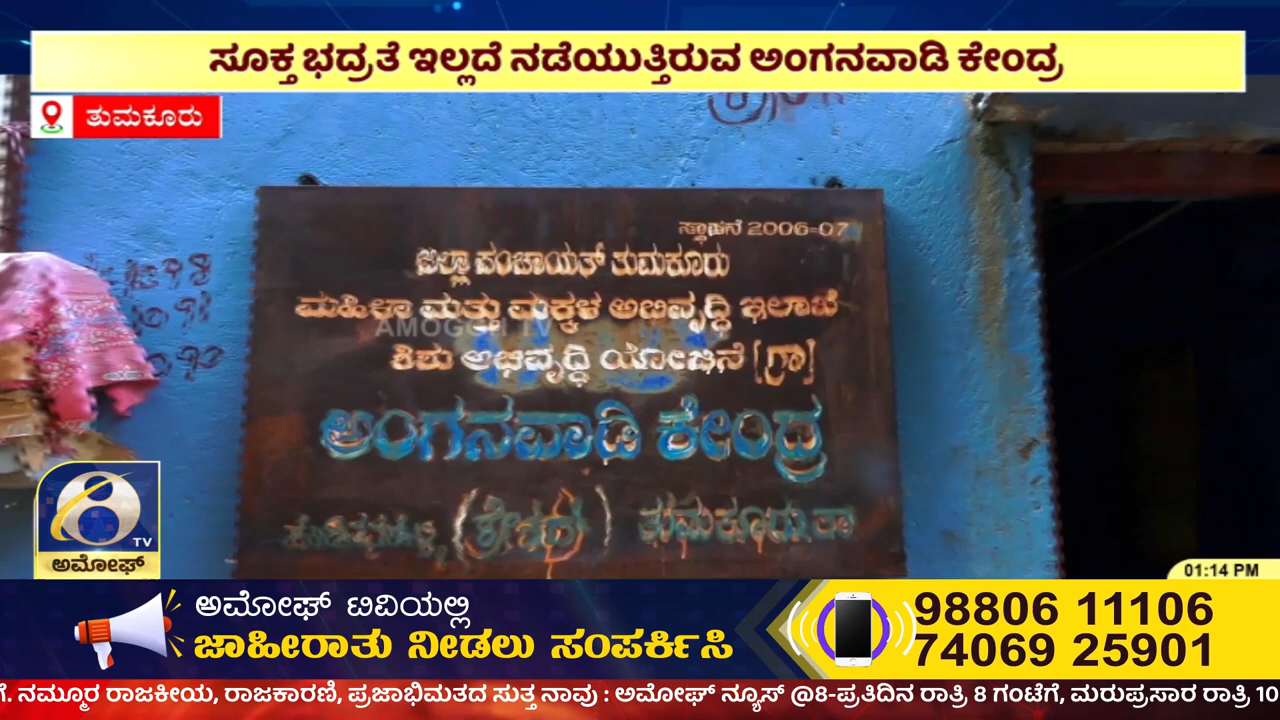 ಸೂಕ್ತ ಭದ್ರತೆ ಇಲ್ಲದೆ ನಡೆಯುತ್ತಿರುವ ಅಂಗನವಾಡಿ ಕೇಂದ್ರ
ತುಮಕೂರು
ಸ್ಥಾಪನೆ 2006-07
ಜಿಲ್ಲಾ ಪಂಚಾಯತ್ ತುಮಕೂರು
ಮಹಿಳಾ ಮತ್ತು ಮಕ್ಕಳ ಅಭಿವೃದ್ಧಿ ಇಲಾಖೆ
AMOGH TV
ಶಿಶು ಅಭಿವೃದ್ಧಿ ಯೋಜನೆ [ಗ್ರಾ]
ಅಂಗನವಾಡಿ ಕೇಂದ್ರ
ತುಮಕೂರು ತಾ
8
TV
ಅಮೋಘ್
01:14 PM
ಅಮೋಘ್ ಟಿವಿಯಲ್ಲಿ
ಜಾಹೀರಾತು ನೀಡಲು ಸಂಪರ್ಕಿಸಿ
98806 11106
74069 25901
ಗೆ. ನಮ್ಮೂರ ರಾಜಕೀಯ, ರಾಜಕಾರಣಿ, ಪ್ರಜಾಭಿಮತದ ಸುತ್ತ ನಾವು : ಅಮೋಘ್ ನ್ಯೂಸ್ @8-ಪ್ರತಿದಿನ ರಾತ್ರಿ 8 ಗಂಟೆಗೆ, ಮರುಪ್ರಸಾರ ರಾತ್ರಿ 10